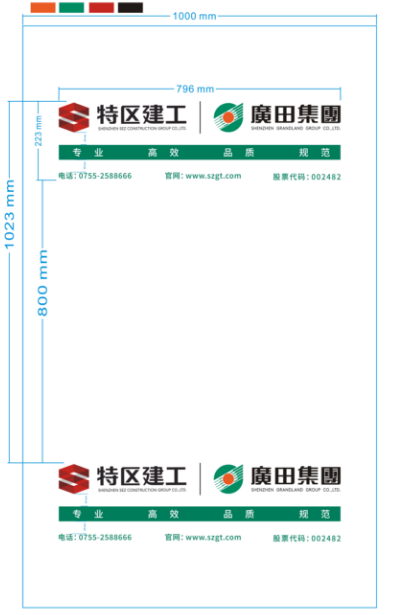 1000 mm
796 mm
特区建工 廣田集團
SHENZHEN SEZ CONSTRUCTION GROUP CO.,LTD. SHENZHEN GRANDLAND GROUP CO.,LTD.
223 mm
专业 高效 品质 规范
电话:0755-2588666 官网:www.szgt.com 股票代码:002482
1023 mm
800 mm
特区建工 廣田集團
SHENZHEN SEZ CONSTRUCTION GROUP CO.,LTD. SHENZHEN GRANDLAND GROUP CO.,LTD.
专业 高效 品质 规范
电话:0755-2588666 官网:www.szgt.com 股票代码:002482